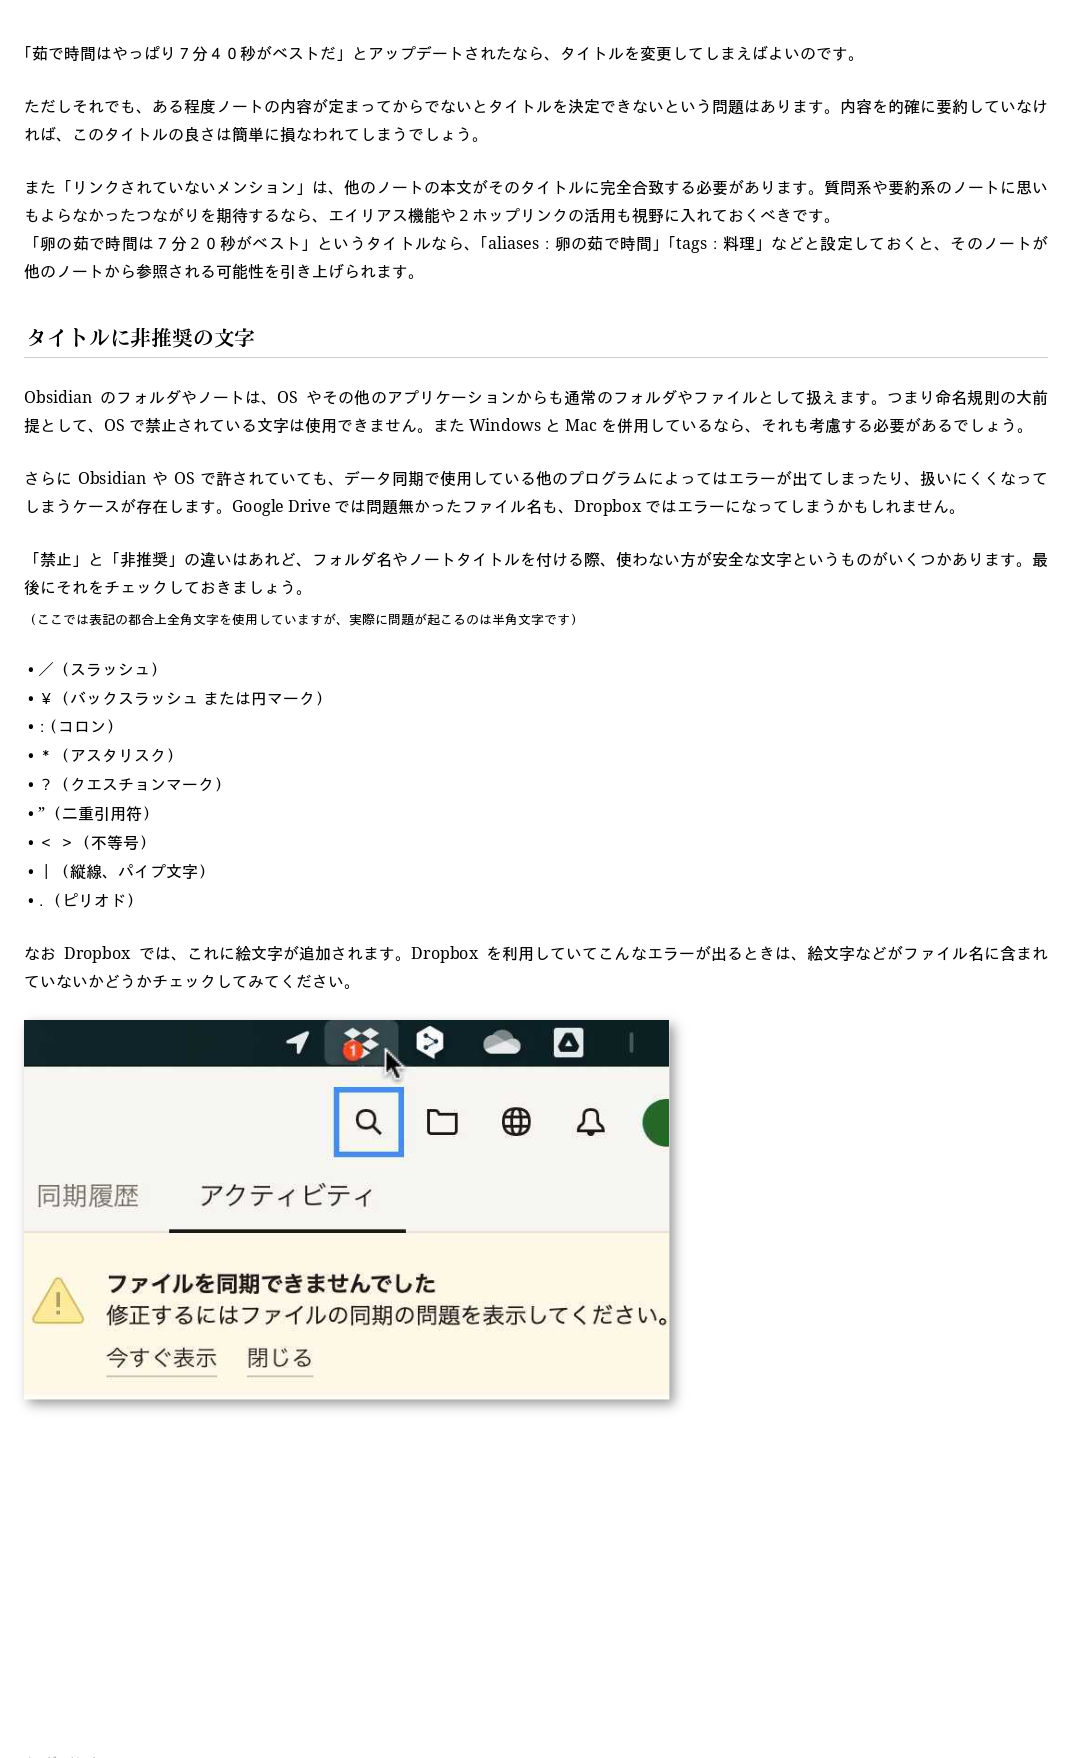 「茹で時間はやっぱり７分４０秒がベストだ」とアップデートされたなら、タイトルを変更してしまえばよいのです。
ただしそれでも、ある程度ノートの内容が定まってからでないとタイトルを決定できないという問題はあります。内容を的確に要約していなけ
れば、このタイトルの良さは簡単に損なわれてしまうでしょう。
また「リンクされていないメンション」は、他のノートの本文がそのタイトルに完全合致する必要があります。質問系や要約系のノートに思い
もよらなかったつながりを期待するなら、エイリアス機能や２ホップリンクの活用も視野に入れておくべきです。
「卵の茹で時間は７分２０秒がベスト」というタイトルなら、「aliases：卵の茹で時間」「tags：料理」などと設定しておくと、そのノートが
他のノートから参照される可能性を引き上げられます。
タイトルに非推奨の文字
Obsidian のフォルダやノートは、OS やその他のアプリケーションからも通常のフォルダやファイルとして扱えます。つまり命名規則の大前
提として、OS で禁止されている文字は使用できません。また Windows と Mac を併用しているなら、それも考慮する必要があるでしょう。
さらに Obsidian や OS で許されていても、データ同期で使用している他のプログラムによってはエラーが出てしまったり、扱いにくくなって
しまうケースが存在します。Google Drive では問題無かったファイル名も、Dropbox ではエラーになってしまうかもしれません。
「禁止」と「非推奨」の違いはあれど、フォルダ名やノートタイトルを付ける際、使わない方が安全な文字というものがいくつかあります。最
後にそれをチェックしておきましょう。
（ここでは表記の都合上全角文字を使用していますが、実際に問題が起こるのは半角文字です）
• ／（スラッシュ）
• ￥（バックスラッシュ または円マーク）
• ：（コロン）
• ＊（アスタリスク）
• ？（クエスチョンマーク）
• ”（二重引用符）
• ＜ ＞（不等号）
• ｜（縦線、パイプ文字）
• ．（ピリオド）
なお Dropbox では、これに絵文字が追加されます。Dropbox を利用していてこんなエラーが出るときは、絵文字などがファイル名に含まれ
ていないかどうかチェックしてみてください。
1
同期履歴 アクティビティ
ファイルを同期できませんでした
修正するにはファイルの同期の問題を表示してください。
今すぐ表示 閉じる